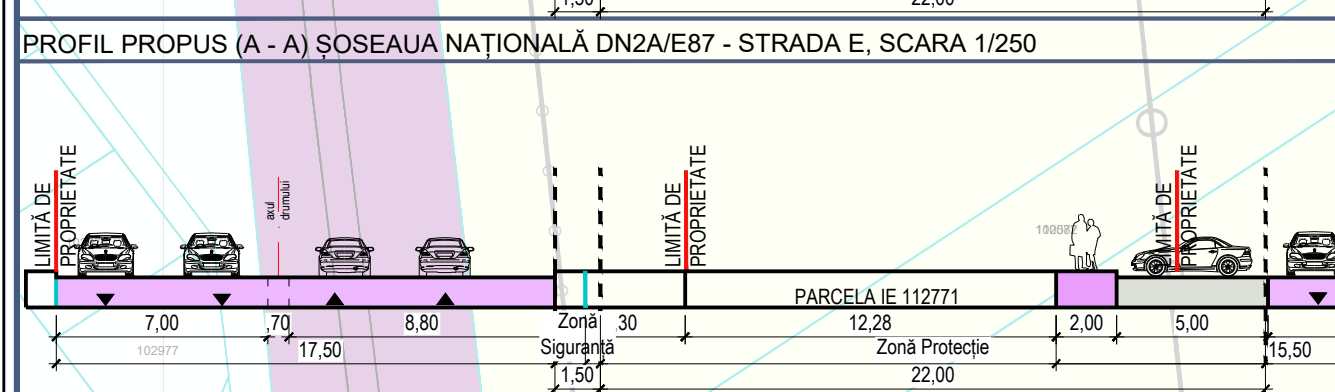 1,50
22,00
PROFIL PROPUS (A - A) ȘOSEAUA NAȚIONALĂ DN2A/E87 - STRADA E, SCARA 1/250
LIMITĂ DE
PROPRIETATE
axul
drumului
LIMITĂ DE
PROPRIETATE
LIMITĂ DE
PROPRIETATE
PARCELA IE 112771
7,00
,70
8,80
Zonă
,30
12,28
2,00
5,00
102977
17,50
Siguranță
Zonă Protecție
15,50
1,50
22,00